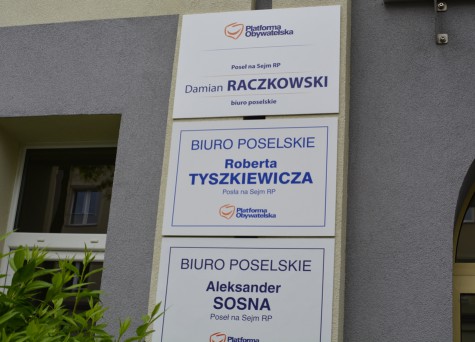 Platforma
Obywatelska
Poseł na Sejm RP
Damian RACZKOWSKI
biuro poselskie
BIURO POSELSKIE
Roberta
TYSZKIEWICZA
Posła na Sejm RP
Platforma
Obywatelska
BIURO POSELSKIE
Aleksander
SOSNA
Poseł na Sejm RP
Platforma